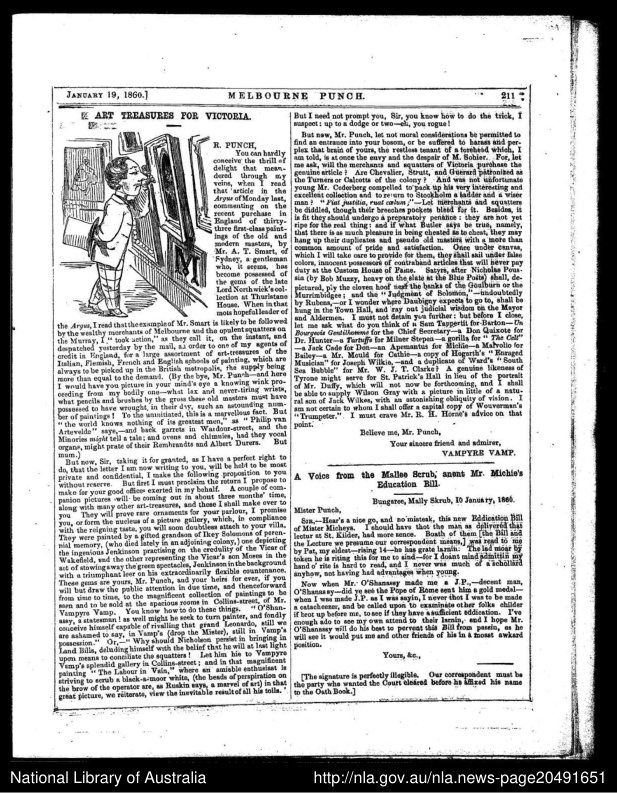 JANUARY 19, 1860.] MELBOURNE PUNCH. 211
ART TREASURES FOR VICTORIA.
R. PUNCH,
You can hardly
conceive the thrill of
delight that mean-
dered through my
veins, when I read
that article in the
Argus of Monday last,
commenting on the
recent purchase in
England of thirty-
three first-class paint-
ings of the old and
modern masters, by
Mr. A. T. Smart, of
Sydney, a gentleman
who, it seems, has
become possessed of
the gems of the late
Lord Northwick's col-
lection at Thurlstane
House. When in that
most hopeful leader of
the Argus, I read that the example of Mr. Smart is likely to be followed
by the wealthy merchants of Melbourne and the opulent squatters on
the Murray, I "took action," as they call it, on the instant, and
despatched yesterday by the mail, an order to one of my agents of
credit in England, for a large assortment of art-treasures of the
Italian, Flemish, French and English schools of painting, which are
always to be picked up in the British metropolis, the supply being
more than equal to the demand. (By the bye, Mr. Punch—and here
I would have you picture in your mind's eye a knowing wink pro-
ceeding from my bodily one—what lax and never-tiring wrists,
what pencils and brushes by the gross these old masters must have
possessed to have wrought, in their day, such an astounding num-
ber of paintings! To the uninitiated, this is a marvellous fact. But
"the world knows nothing of its greatest men," as "Philip van
Artevelde" says,—and back garrets in Wardour-street, and the
Minories might tell a tale; and ovens and chimnies, had they vocal
organs, might prate of their Rembrandts and Albert Durers. But
mum.)
But now, Sir, taking it for granted, as I have a perfect right to
do, that the letter I am now writing to you, will be held to be most
private and confidential, I make the following proposition to you
without reserve. But first I must proclaim the return I propose to
make for your good offices exerted in my behalf. A couple of com-
panion pictures will be coming out in about three months' time,
along with many other art-treasures, and those I shall make over to
you They will prove rare ornaments for your parlour, I promise
you, or form the nucleus of a picture gallery, which, in compliance
with the reigning taste, you will soon doubtless attach to your villa.
They were painted by a gifted grandson of Ikey Solomons of peren-
nial memory, (who died lately in an adjoining colony,) one depicting
the ingenious Jenkinson practising on the credulity of the Vicar of
Wakefield, and the other representing the Vicar's son Moses in the
act of stowing away the green spectacles, Jenkinson in the background
with a triumphant leer on his extraordinarily flexible countenance.
These gems are yours, Mr. Punch, and your heirs for ever, if you
will but draw the public attention in due time, and thenceforward
from time to time, to the magnificent collection of paintings to be
seen and to be sold at the spacious rooms in Collins-street, of Mr.
Vampyre Vamp. You know how to do these things. "O'Shan-
assy, a statesman! as well might he seek to turn painter, and fondly
conceive himself capable of rivalling that grand Leonardo, still we
are ashamed to say, in Vamp's (drop the Mister), still in Vamp's
possession." Or,—"Why should Nicholson persist in bringing in
Land Bills, deluding himself with the belief that he will at last light
upon means to conciliate the squatters! Let him hie to Vampyre
Vamp's splendid gallery in Collins-street; and in that magnificent
painting "The Labour in Vain," where an amiable enthusiast is
striving to scrub a black-a-moor white, (the beads of perspiration on
the brow of the operator are, as Ruskin says, a marvel of art) in that
great picture, we reiterate, view the inevitable result of all his toils."
But I need not prompt you, Sir, you know how to do the trick, I
suspect: up to a dodge or two—eh, you rogue!
But now, Mr. Punch, let not moral considerations be permitted to
find an entrance into your bosom, or be suffered to harass and per-
plex that brain of yours, the restless tenant of a forehead which, I
am told, is at once the envy and the despair of M. Sohier. For, let
me ask, will the merchants and squatters of Victoria purchase the
genuine article? Are Chevalier, Strutt, and Guerard patronised as
the Turners or Calcotts of the colony? And was not unfortunate
young Mr. Cederberg compelled to pack up his very interesting and
excellent collection and to return to Stockholm a sadder and a wiser
man? "Fiat justitia, ruat cœlum;"—Let merchants and squatters
be diddled, though their breeches pockets bleed for it. Besides, it
is fit they should undergo a preparatory penance: they are not yet
ripe for the real thing: and if what Butler says be true, namely,
that there is as much pleasure in being cheated as to cheat, they may
hang up their duplicates and pseudo old masters with a more than
common amount of pride and satisfaction. Once under canvas,
which I will take care to provide for them, they shall sail under false
colors, innocent possessors of contraband articles that will never pay
duty at the Custom House of Fame. Satyrs, after Nicholas Pous-
sin (by Bob Muzzy, heavy on the slate at the Blue Posts) shall, de-
pictured, ply the cloven hoof near the banks of the Goulburn or the
Murrimbidgee; and the "Judgment of Solomon,"—undoubtedly
by Rubens,—or I wonder where Daubigny expects to go to, shall be
hung in the Town Hall, and ray out judicial wisdom on the Mayor
and Aldermen. I must not detain you further: but before I close,
let me ask what do you think of a Sam Tappertit for Barton—Un
Bourgeois Gentilhomme for the Chief Secretary—a Don Quixote for
Dr. Hunter—a Tartuffe for Milner Stepen—a gorilla for "The Colt"
—a Jack Cade for Don—an Apemantus for Michie—a Malvolio for
Bailey—a Mr. Mould for Cathie—a copy of Hogarth's "Enraged
Musician" for Joseph Wilkie,—and a duplicate of Ward's "South
Sea Bubble" for Mr. W. J. T. Clarke? A genuine likeness of
Tyrone might serve for St. Patrick's Hall in lieu of the portrait
of Mr. Duffy, which will not now be forthcoming, and I shall
be able to supply Wilson Gray with a picture in little of a natu-
ral son of Jack Wilkes, with an astonishing obliquity of vision. I
am not certain to whom I shall offer a capital copy of Wouverman's
"Trumpeter." I must crave Mr. R. H. Horne's advice on that
point.
Believe me, Mr. Punch,
Your sincere friend and admirer,
VAMPYRE VAMP.
A Voice from the Mallee Scrub, anent Mr. Michie's
Education Bill.
Bungaree, Mally Skrub, 10 January, 1860.
Mister Punch,
SIR,—Hear's a nice go, and no mistaek, this new Eddication Bill
of Mister Micheys. I should have thot the man as delivered that
lectur at St. Kilder, had more sence. Boath of them [the Bill and
the Lecture we presume our correspondent means,] was read to me
by Pat, my eldest—rising 14—he has grate larnin: The lad moar by
token he is riting this for me to sind—for I doant mind admittin my
hand o' rite is hard to read, and I never was much of a schollard
anyhow, not having had advantages when young.
Now when Mr. O'Shanassy made me a J.P.,—decent man,
O'Shanassy—did ye see the Pope of Rome sent him a gold medal—
when I was made J.P. as I was sayin, I never thot I was to be made
a catacheezer, and be called upon to examinate other folks childer
if brot up before me, to see if they have a sufficient eddication. I've
enough ado to see my own attend to their larnin, and I hope Mr.
O'Shanassy will do his best to pervent this Bill from passin, as he
will see it would put me and other friends of his in a moast awkard
position.
Yours, &c.,
[The signature is perfectly illegible. Our correspondent must be
the party who wanted the Court cleared before he affixed his name
to the Oath Book.]
National Library of Australia http://nla.gov.au/nla.news-page20491651